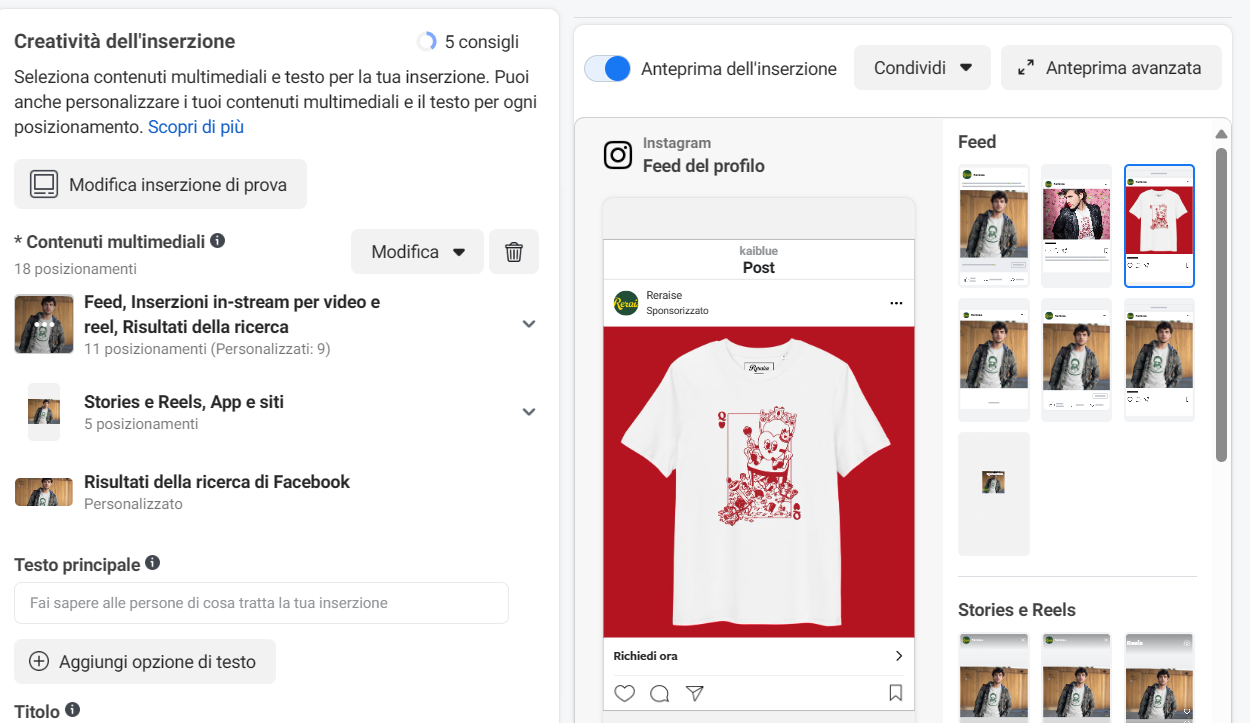 Creatività dell'inserzione
5 consigli
Seleziona contenuti multimediali e testo per la tua inserzione. Puoi
anche personalizzare i tuoi contenuti multimediali e il testo per ogni
posizionamento. Scopri di più
Modifica inserzione di prova
* Contenuti multimediali
18 posizionamenti
Modifica
Feed, Inserzioni in-stream per video e
reel, Risultati della ricerca
11 posizionamenti (Personalizzati: 9)
Stories e Reels, App e siti
5 posizionamenti
Risultati della ricerca di Facebook
Personalizzato
Testo principale
Fai sapere alle persone di cosa tratta la tua inserzione
Aggiungi opzione di testo
Titolo
Anteprima dell'inserzione
Condividi
Anteprima avanzata
Instagram
Feed del profilo
kaiblue
Post
Reraise
Sponsorizzato
Reraise
Q
Q
Richiedi ora
Feed
Stories e Reels
Reels